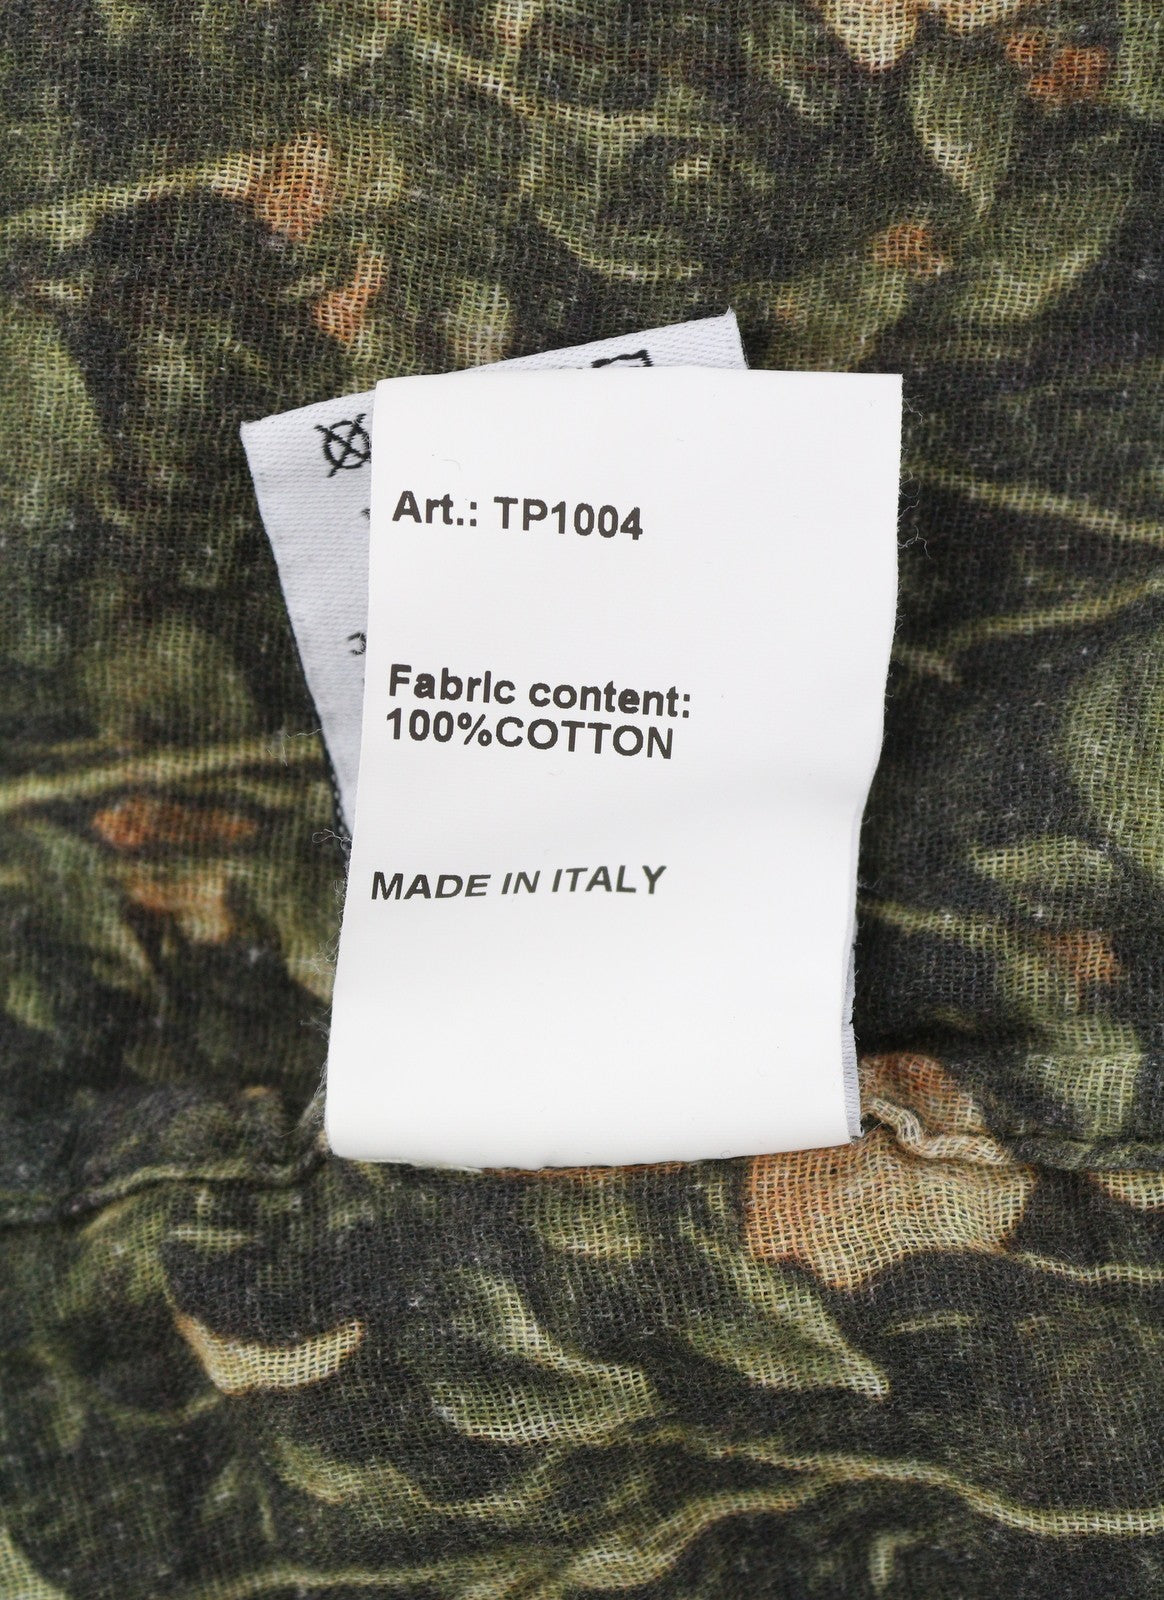 Art.: TP1004
Fabric content:
100%COTTON
MADE IN ITALY